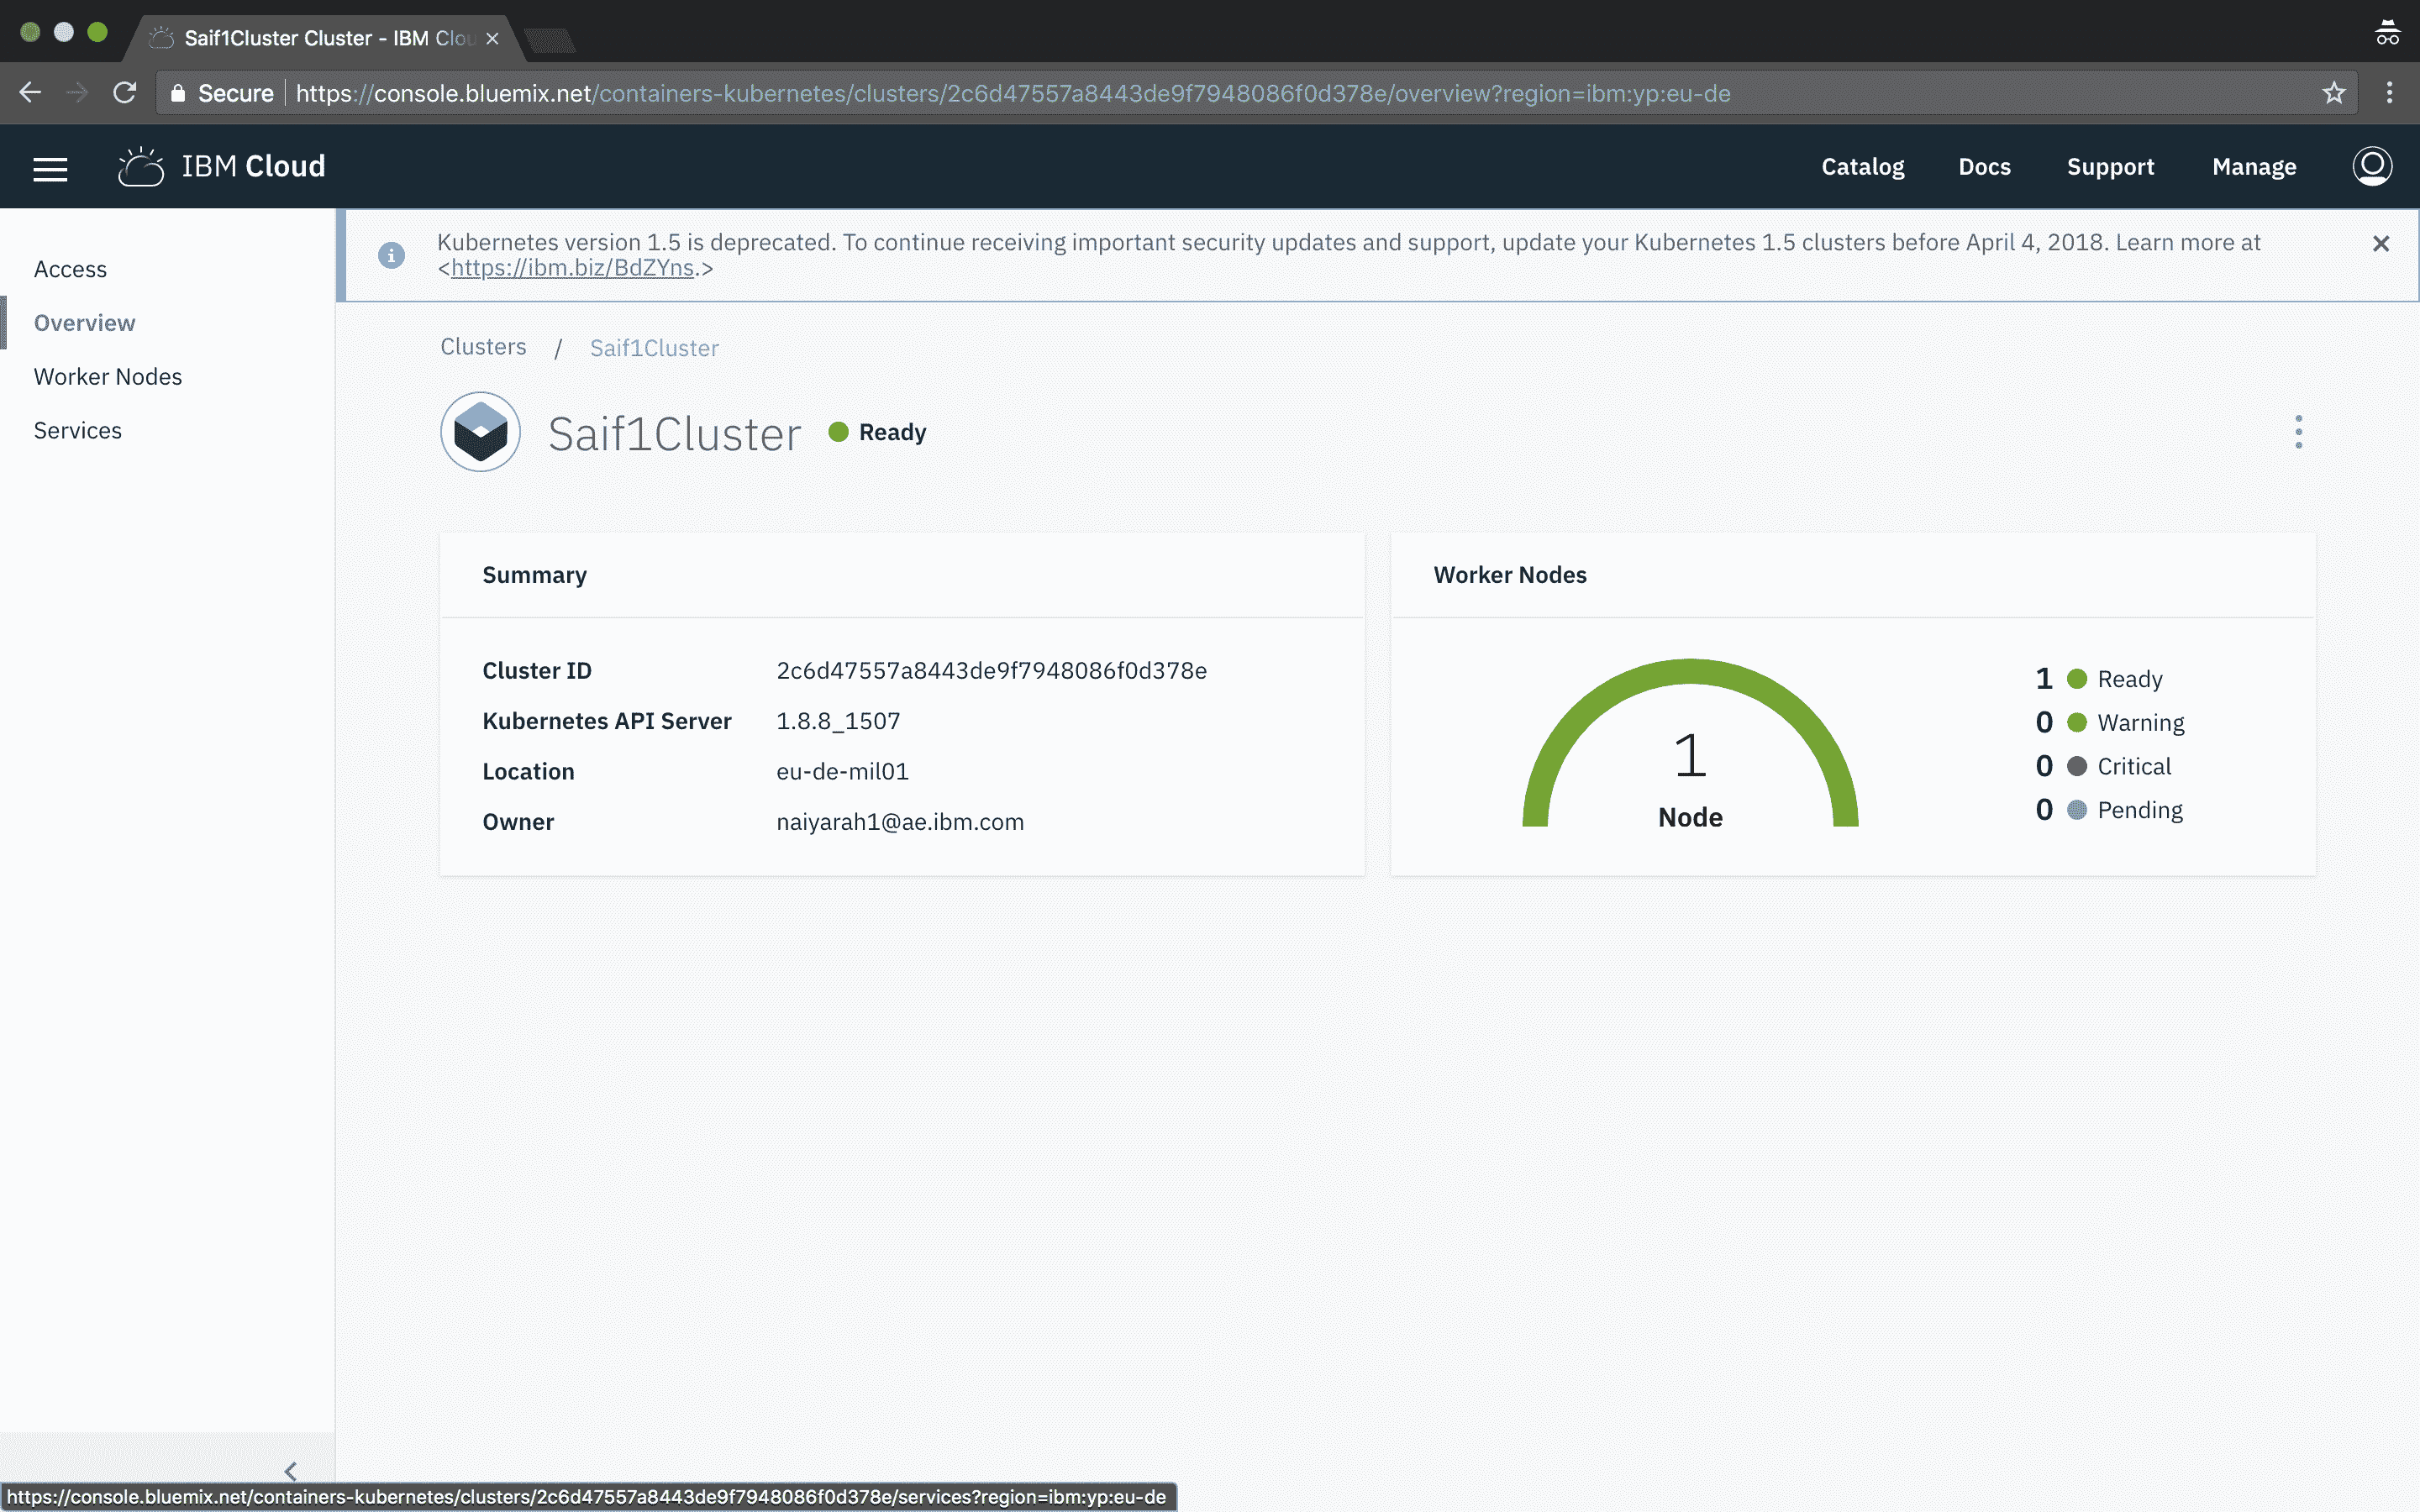 Saif1Cluster Cluster - IBM Clou
Secure https://console.bluemix.net/containers-kubernetes/clusters/2c6d47557a8443de9f7948086f0d378e/overview?region=ibm:yp:eu-de
IBM Cloud
Catalog Docs Support Manage
Access
Overview
Worker Nodes
Services
Kubernetes version 1.5 is deprecated. To continue receiving important security updates and support, update your Kubernetes 1.5 clusters before April 4, 2018. Learn more at
<https://ibm.biz/BdZYns.>
Clusters / Saif1Cluster
Saif1Cluster Ready
Summary
Cluster ID 2c6d47557a8443de9f7948086f0d378e
Kubernetes API Server 1.8.8_1507
Location eu-de-mil01
Owner naiyarah1@ae.ibm.com
Worker Nodes
1
Node
1 Ready
0 Warning
0 Critical
0 Pending
https://console.bluemix.net/containers-kubernetes/clusters/2c6d47557a8443de9f7948086f0d378e/services?region=ibm:yp:eu-de